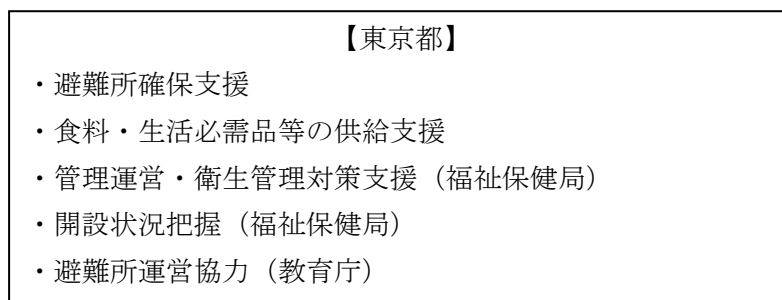 【東京都】
・避難所確保支援
・食料・生活必需品等の供給支援
・管理運営・衛生管理対策支援（福祉保健局）
・開設状況把握（福祉保健局）
・避難所運営協力（教育庁）